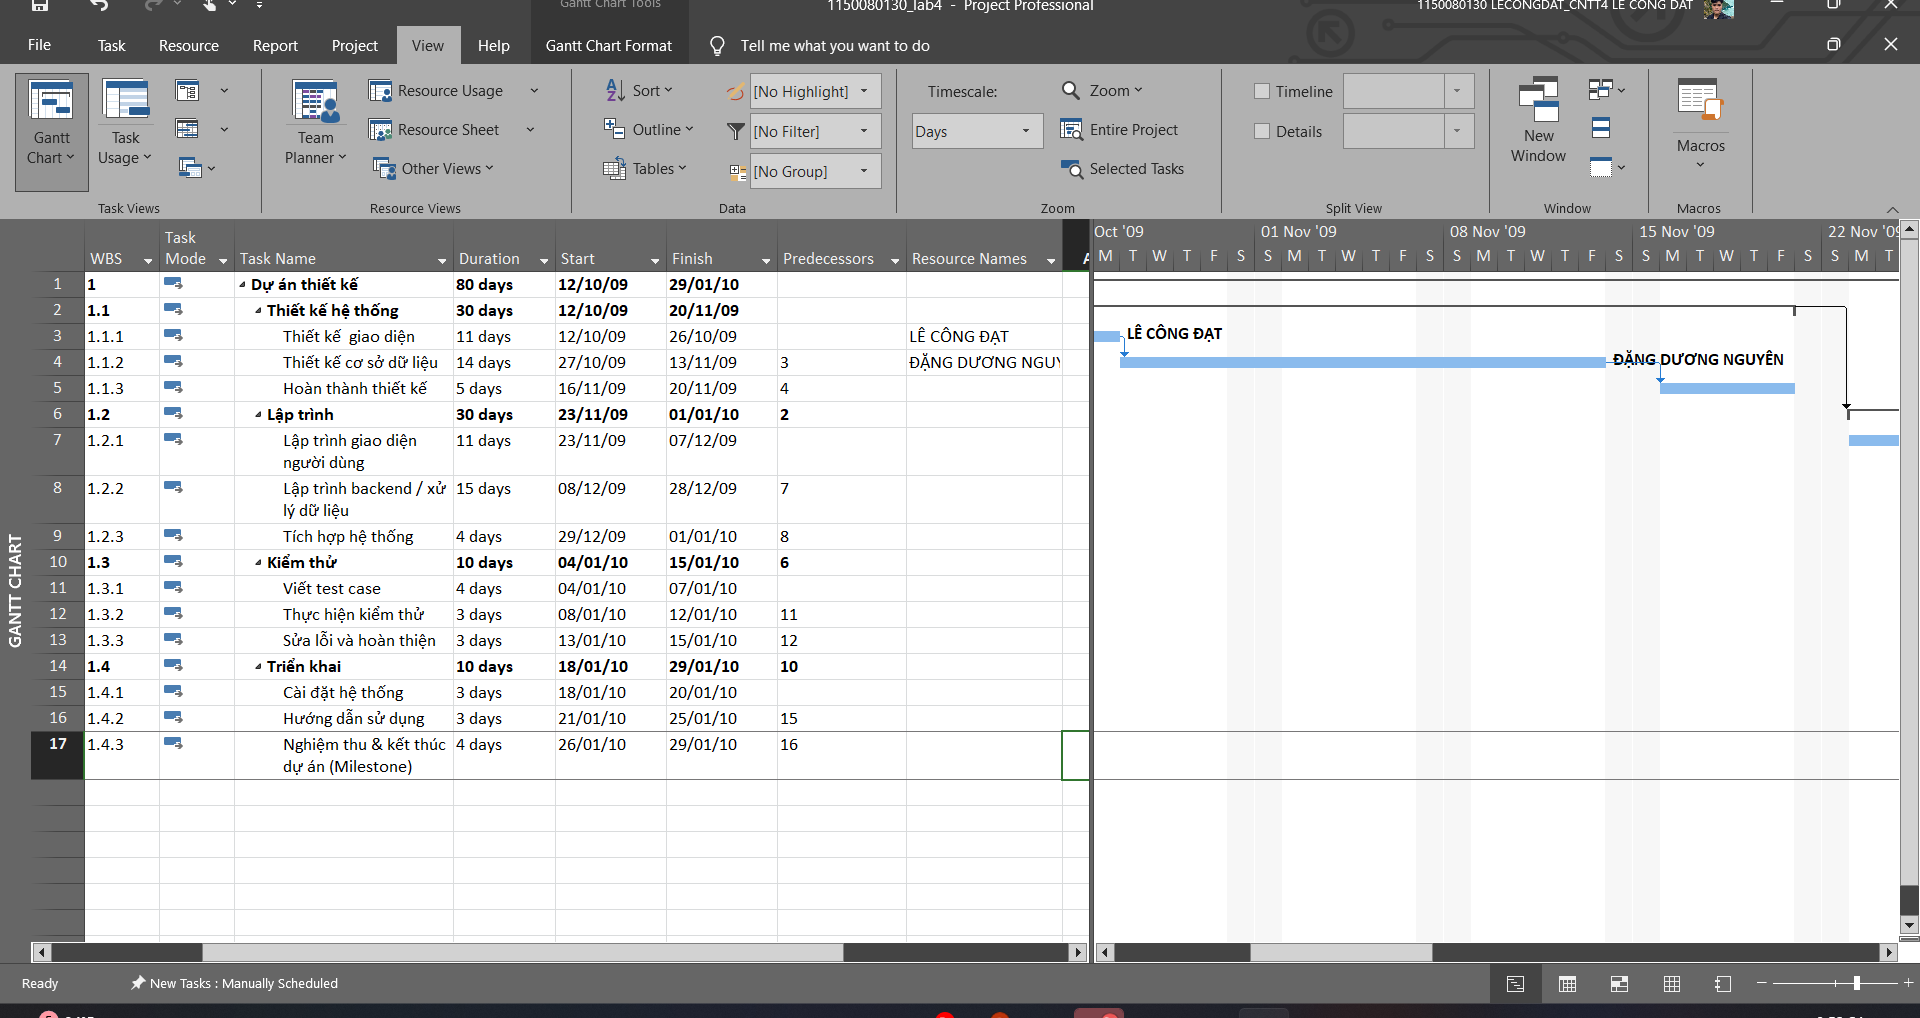 Gantt Chart Tools
1150080130_lab4 - Project Professional
1150080130 LECONGDAT_CNTT4 LE CONG DAT
File Task Resource Report Project View Help Gantt Chart Format Tell me what you want to do
Gantt Chart
Task Usage
Team Planner
Resource Usage
Resource Sheet
Other Views
Sort
Outline
Tables
[No Highlight]
[No Filter]
[No Group]
Timescale:
Days
Zoom
Entire Project
Selected Tasks
Timeline
Details
New Window
Macros
Task Views Resource Views Data Zoom Split View Window Macros
WBS Task Mode Task Name Duration Start Finish Predecessors Resource Names
Oct '09 01 Nov '09 08 Nov '09 15 Nov '09 22 Nov '09
M T W T F S S M T W T F S S M T W T F S S M T W T F S S M T
1 1 Dự án thiết kế 80 days 12/10/09 29/01/10
2 1.1 Thiết kế hệ thống 30 days 12/10/09 20/11/09
3 1.1.1 Thiết kế giao diện 11 days 12/10/09 26/10/09 LÊ CÔNG ĐẠT LÊ CÔNG ĐẠT
4 1.1.2 Thiết kế cơ sở dữ liệu 14 days 27/10/09 13/11/09 3 ĐẶNG DƯƠNG NGUY ĐẶNG DƯƠNG NGUYÊN
5 1.1.3 Hoàn thành thiết kế 5 days 16/11/09 20/11/09 4
6 1.2 Lập trình 30 days 23/11/09 01/01/10 2
7 1.2.1 Lập trình giao diện người dùng 11 days 23/11/09 07/12/09
8 1.2.2 Lập trình backend / xử lý dữ liệu 15 days 08/12/09 28/12/09 7
9 1.2.3 Tích hợp hệ thống 4 days 29/12/09 01/01/10 8
10 1.3 Kiểm thử 10 days 04/01/10 15/01/10 6
11 1.3.1 Viết test case 4 days 04/01/10 07/01/10
12 1.3.2 Thực hiện kiểm thử 3 days 08/01/10 12/01/10 11
13 1.3.3 Sửa lỗi và hoàn thiện 3 days 13/01/10 15/01/10 12
14 1.4 Triển khai 10 days 18/01/10 29/01/10 10
15 1.4.1 Cài đặt hệ thống 3 days 18/01/10 20/01/10
16 1.4.2 Hướng dẫn sử dụng 3 days 21/01/10 25/01/10 15
17 1.4.3 Nghiệm thu & kết thúc dự án (Milestone) 4 days 26/01/10 29/01/10 16
GANTT CHART
Ready New Tasks : Manually Scheduled